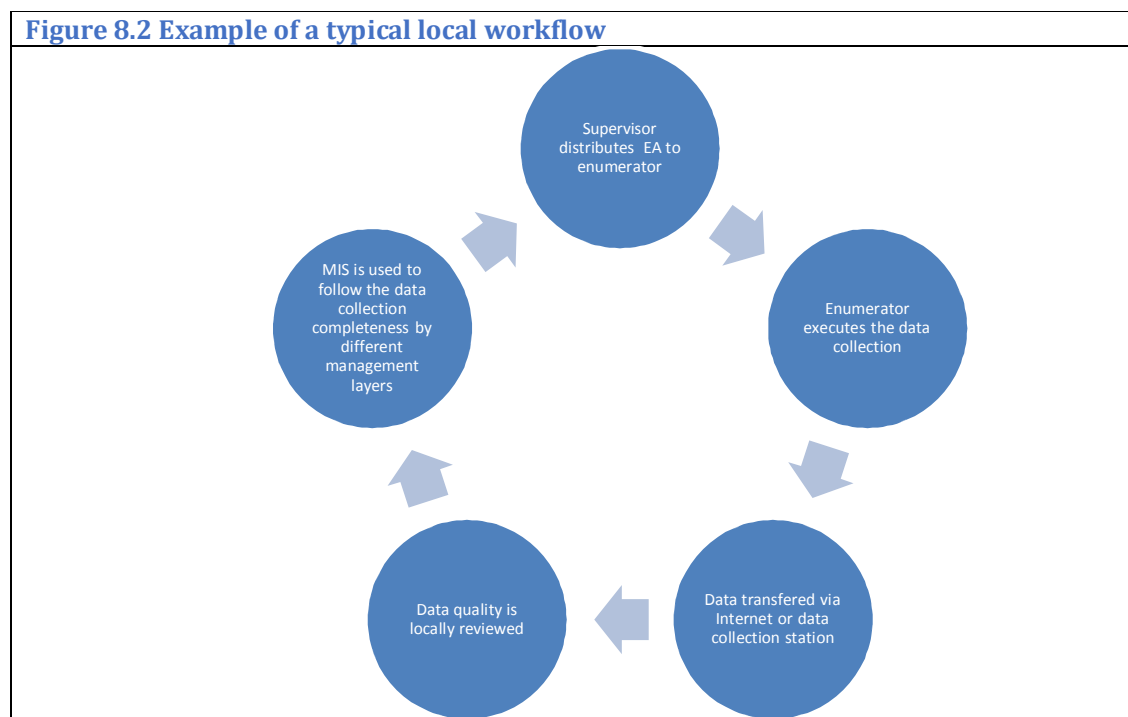 Figure 8.2 Example of a typical local workflow
Supervisor
distributes EA to
enumerator
Enumerator
executes the data
collection
Data transfered via
Internet or data
collection station
Data quality is
locally reviewed
MIS is used to
follow the data
collection
completeness by
different
management
layers